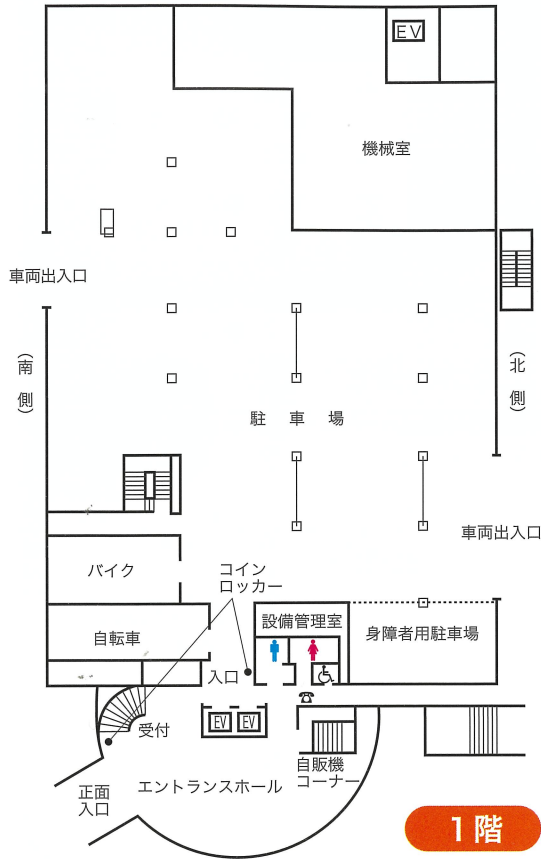 EV
機械室
車両出入口
(南側)
(北側)
駐車場
車両出入口
バイク
コイン
ロッカー
設備管理室
身障者用駐車場
自転車
入口
受付
EV
EV
自販機
コーナー
エントランスホール
正面
入口
1階